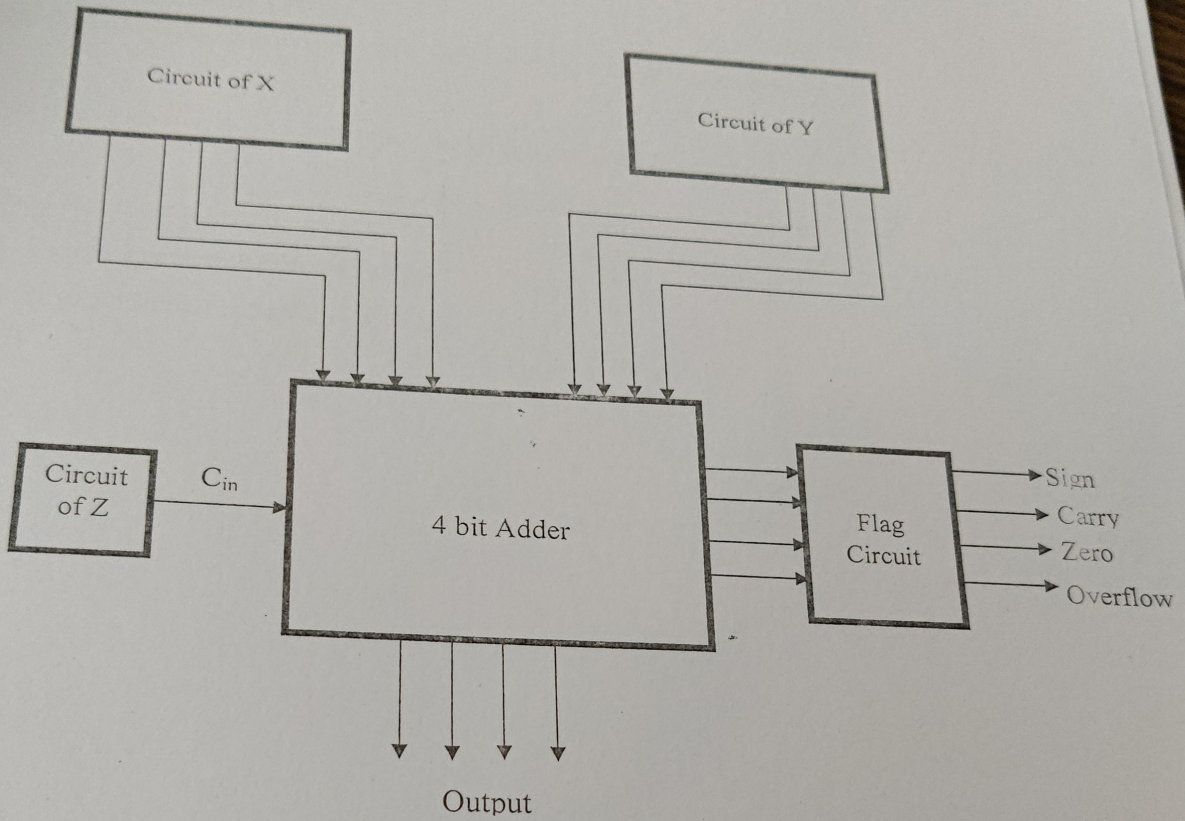 Circuit of X
Circuit of Y
Circuit
of Z
Cin
4 bit Adder
Flag
Circuit
Sign
Carry
Zero
Overflow
Output